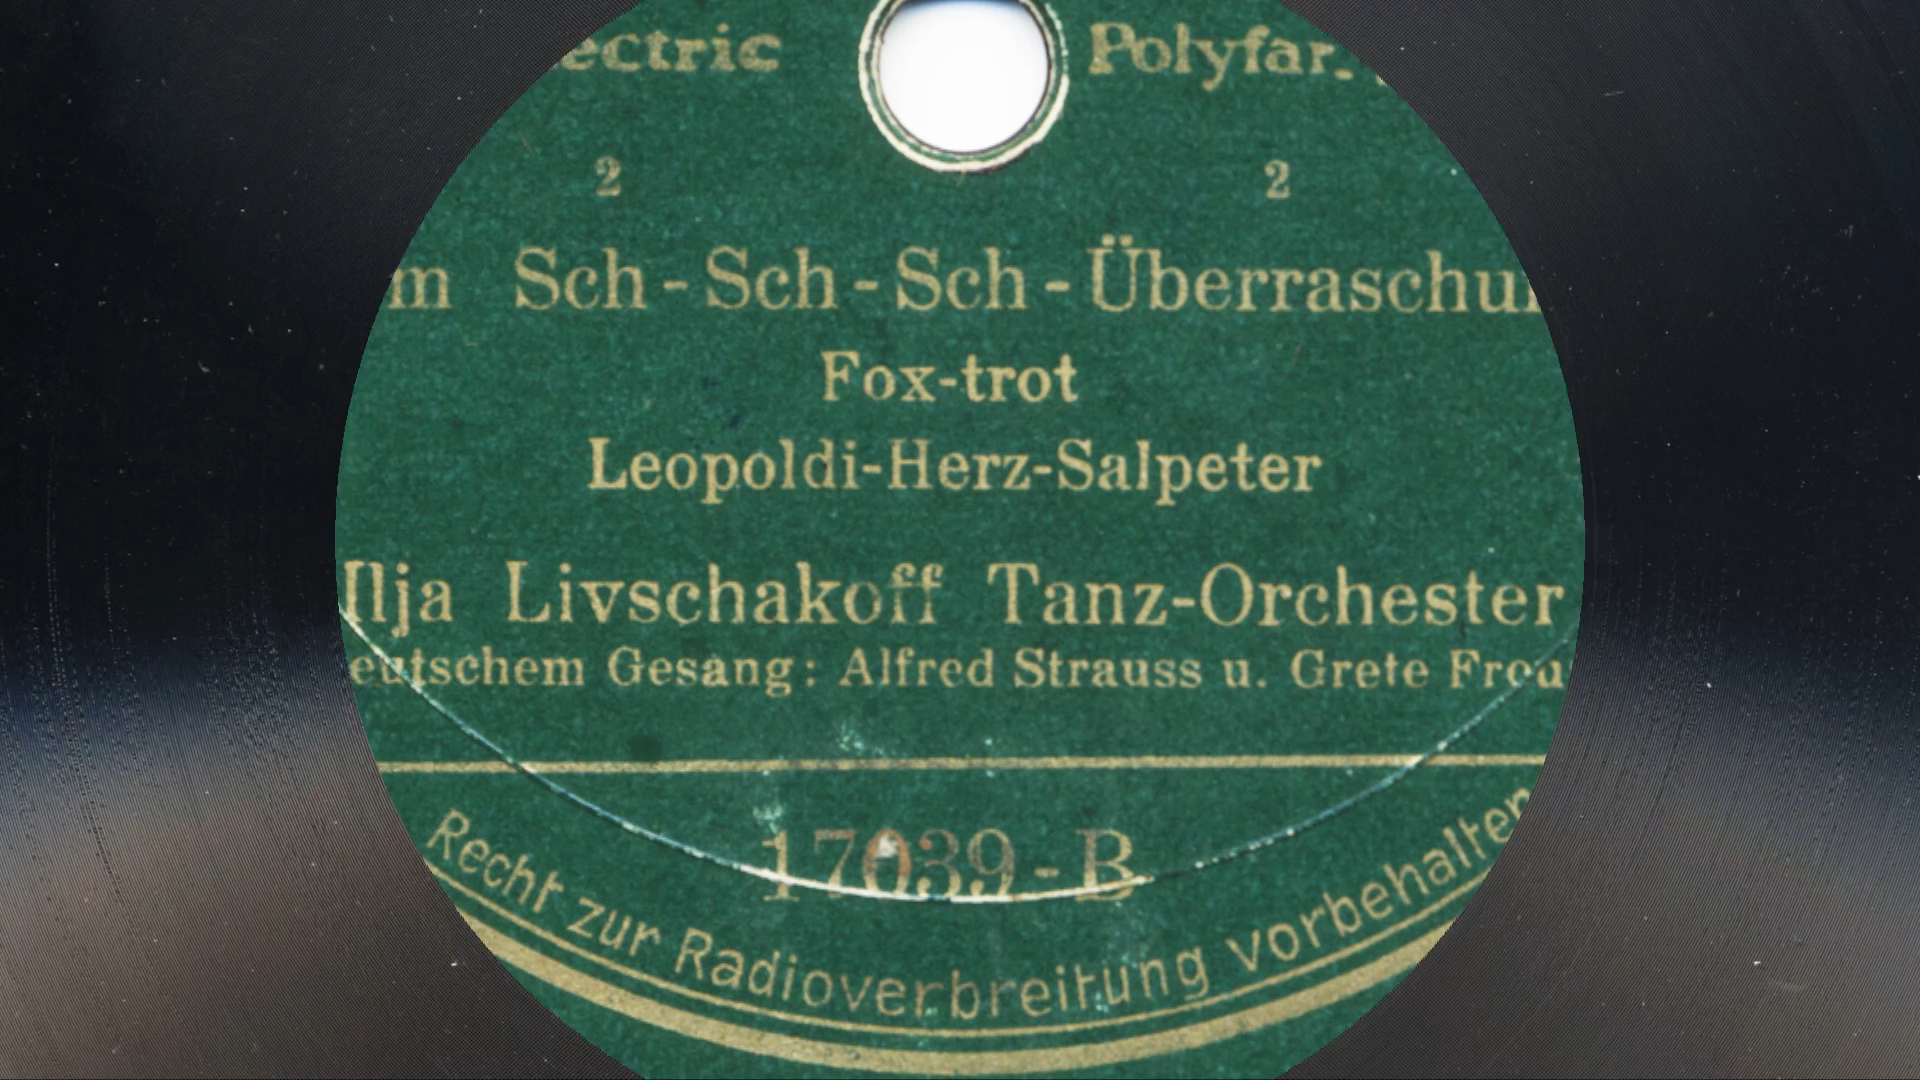 ectric Polyfar.
2 2
m Sch-Sch-Sch-Überraschun
Fox-trot
Leopoldi-Herz-Salpeter
Ilja Livschakoff Tanz-Orchester
eutschem Gesang: Alfred Strauss u. Grete Freu
17039-B
Recht zur Radioverbreitung vorbehalten